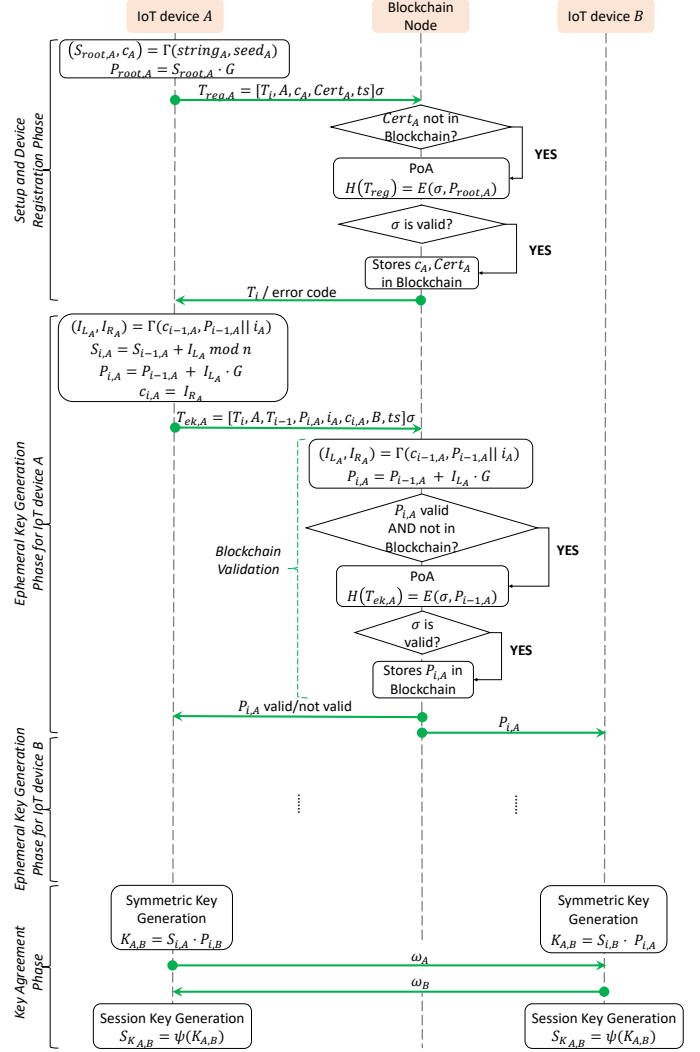 IoT device A
Blockchain
Node
IoT device B
Setup and Device
Registration Phase
(S_{root,A}, c_A) = Γ(string_A, seed_A)
P_{root,A} = S_{root,A} · G
T_{reg,A} = [T_i, A, c_A, Cert_A, ts]σ
Cert_A not in
Blockchain?
YES
PoA
H(T_{reg}) = E(σ, P_{root,A})
σ is valid?
YES
Stores c_A, Cert_A
in Blockchain
T_i / error code
Ephemeral Key Generation
Phase for IoT device A
(I_{L_A}, I_{R_A}) = Γ(c_{i-1,A}, P_{i-1,A}|| i_A)
S_{i,A} = S_{i-1,A} + I_{L_A} mod n
P_{i,A} = P_{i-1,A} + I_{L_A} · G
c_{i,A} = I_{R_A}
T_{ek,A} = [T_i, A, T_{i-1}, P_{i,A}, i_A, c_{i,A}, B, ts]σ
(I_{L_A}, I_{R_A}) = Γ(c_{i-1,A}, P_{i-1,A}|| i_A)
P_{i,A} = P_{i-1,A} + I_{L_A} · G
Blockchain
Validation
P_{i,A} valid
AND not in
Blockchain?
YES
PoA
H(T_{ek,A}) = E(σ, P_{i-1,A})
σ is
valid?
YES
Stores P_{i,A} in
Blockchain
P_{i,A} valid/not valid
P_{i,A}
Ephemeral Key Generation
Phase for IoT device B
......
......
Key Agreement
Phase
Symmetric Key
Generation
K_{A,B} = S_{i,A} · P_{i,B}
Symmetric Key
Generation
K_{A,B} = S_{i,B} · P_{i,A}
ω_A
ω_B
Session Key Generation
S_{K_{A,B}} = ψ(K_{A,B})
Session Key Generation
S_{K_{A,B}} = ψ(K_{A,B})